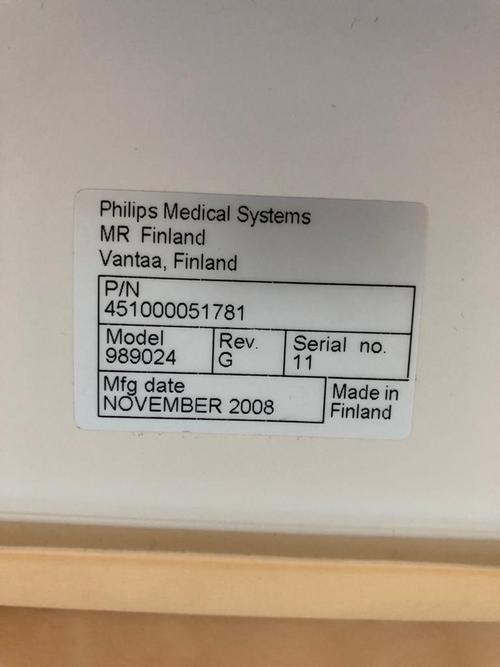 Philips Medical Systems
MR Finland
Vantaa, Finland
P/N
451000051781
Model
989024
Rev.
G
Serial no.
11
Mfg date
NOVEMBER 2008
Made in
Finland